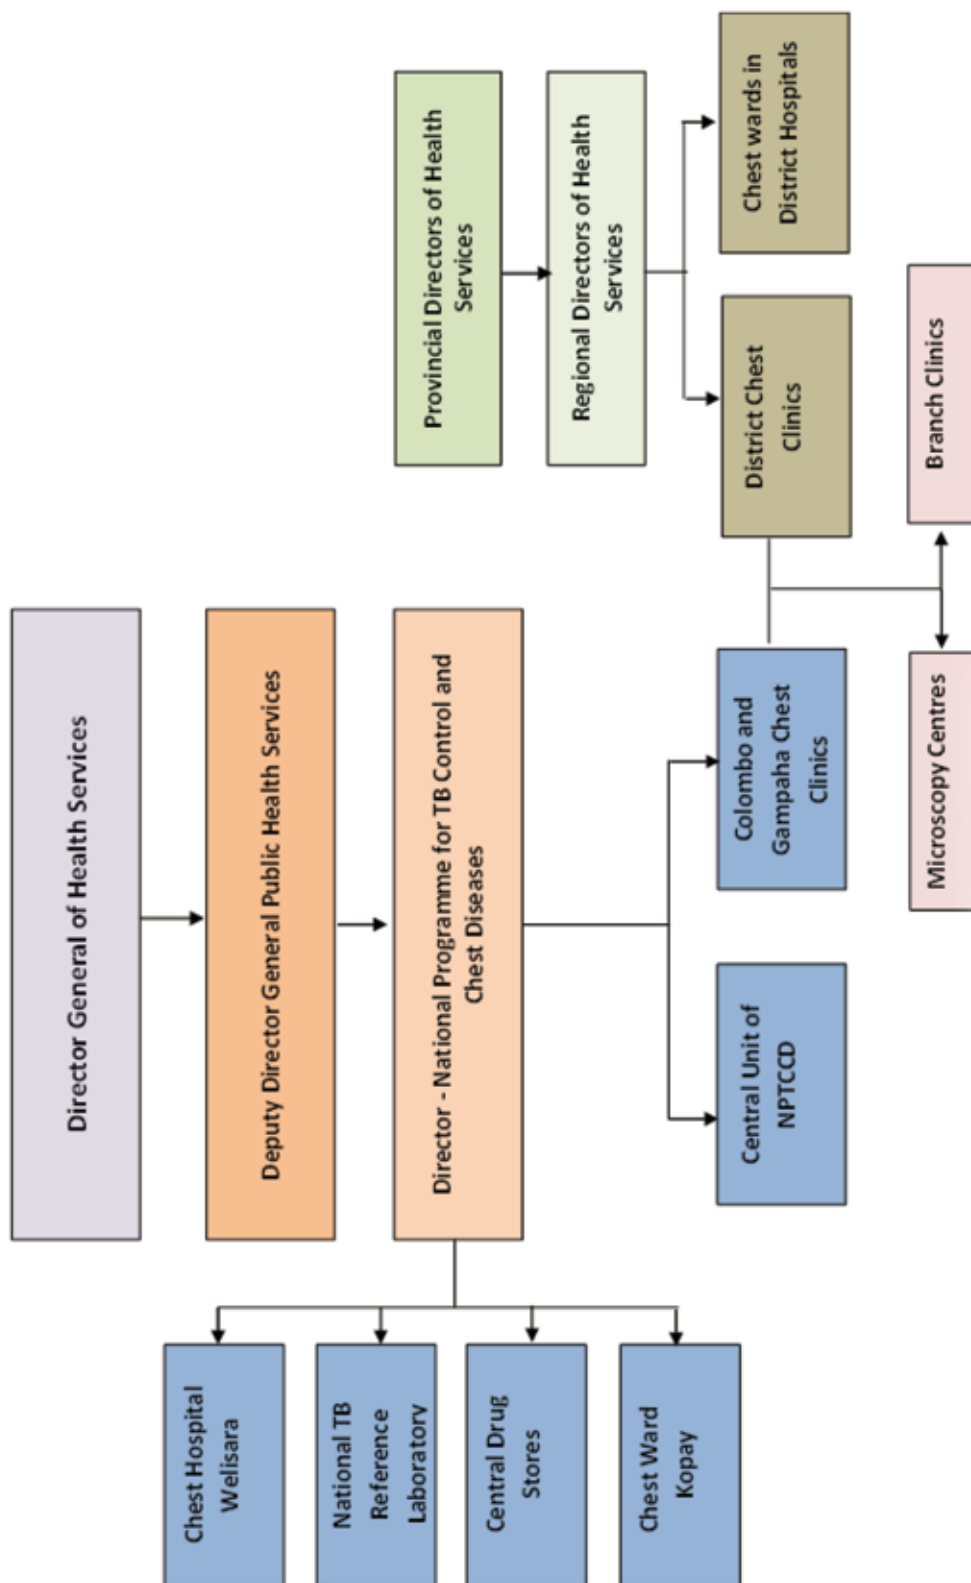 Director General of Health Services
Deputy Director General Public Health Services
Director - National Programme for TB Control and
Chest Diseases
Provincial Directors of Health
Services
Regional Directors of Health
Services
Chest Hospital
Welisara
National TB
Reference
Laboratory
Central Drug
Stores
Chest Ward
Kopay
Central Unit of
NPTCCD
Colombo and
Gampaha Chest
Clinics
District Chest
Clinics
Chest wards in
District Hospitals
Microscopy Centres
Branch Clinics